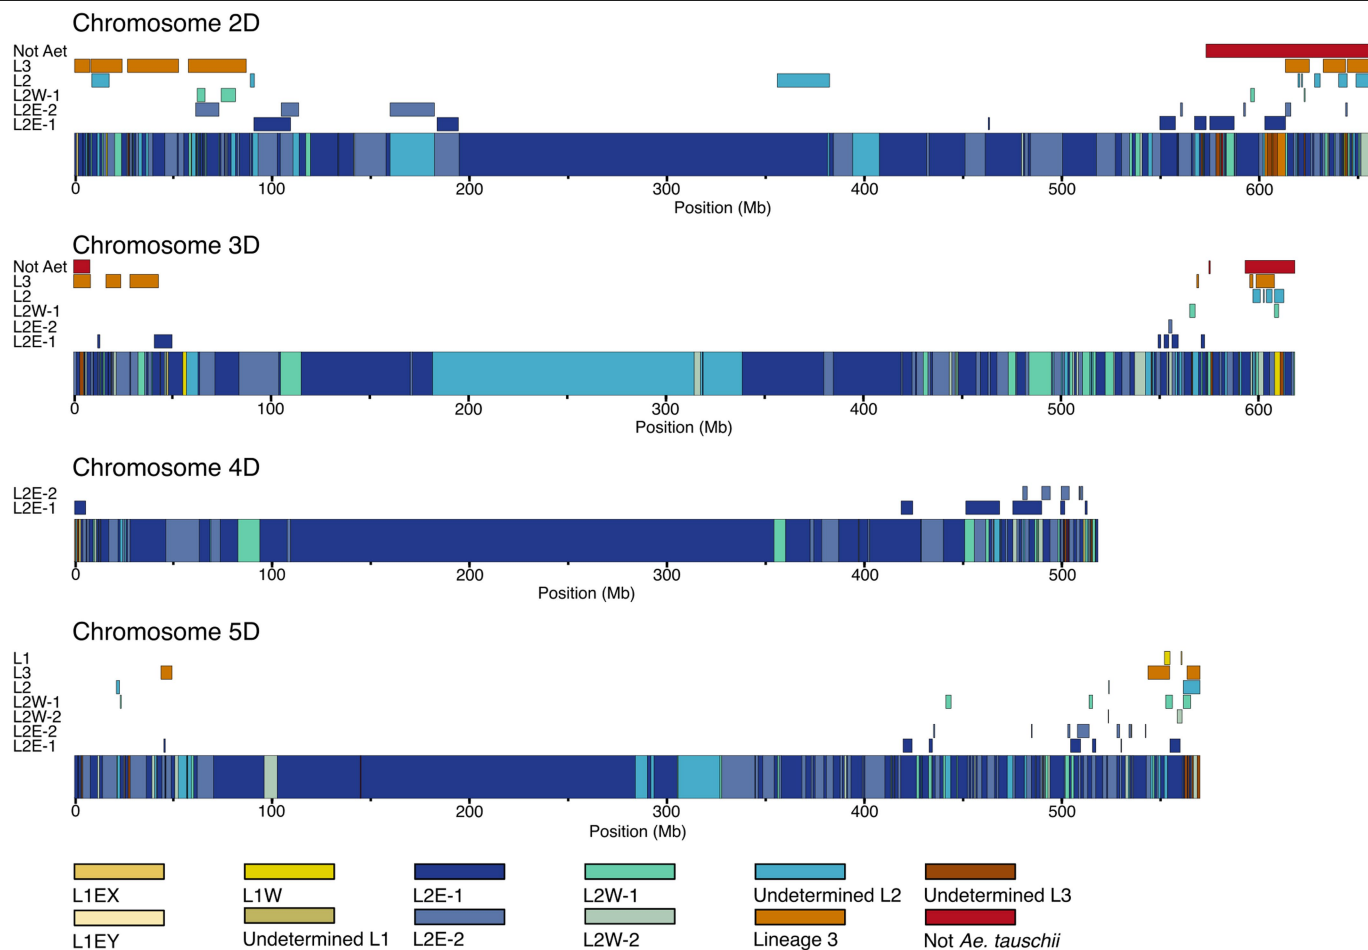 Chromosome 2D
Not Aet
L3
L2
L2W-1
L2E-2
L2E-1
0 100 200 300 400 500 600
Position (Mb)
Chromosome 3D
Not Aet
L3
L2
L2W-1
L2E-2
L2E-1
0 100 200 300 400 500 600
Position (Mb)
Chromosome 4D
L2E-2
L2E-1
0 100 200 300 400 500
Position (Mb)
Chromosome 5D
L1
L3
L2
L2W-1
L2W-2
L2E-2
L2E-1
0 100 200 300 400 500
Position (Mb)
L1EX L1W L2E-1 L2W-1 Undetermined L2 Undetermined L3
L1EY Undetermined L1 L2E-2 L2W-2 Lineage 3 Not Ae. tauschii